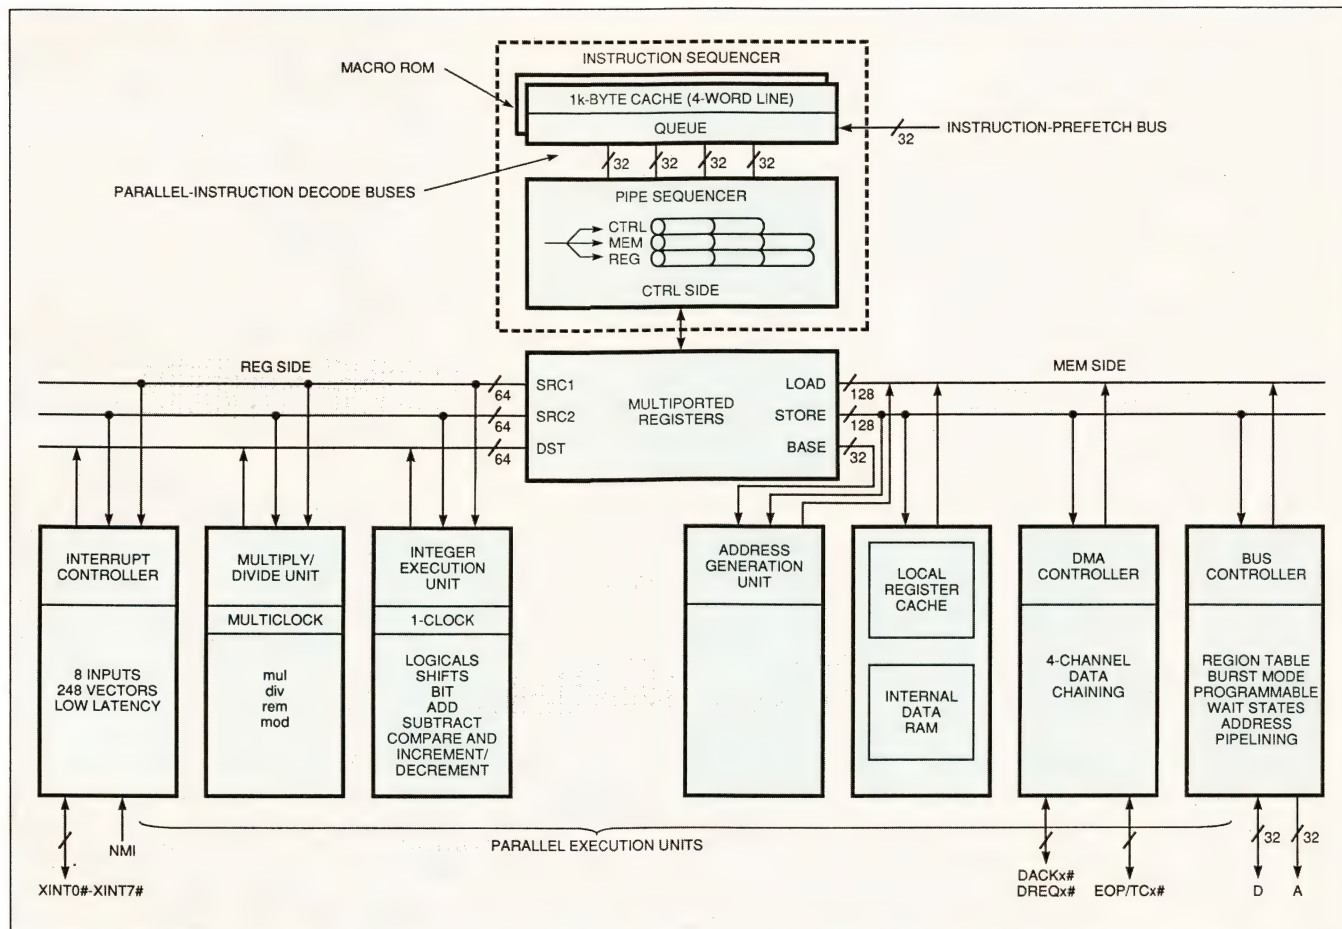 INSTRUCTION SEQUENCER
MACRO ROM
1k-BYTE CACHE (4-WORD LINE)
QUEUE
INSTRUCTION-PREFETCH BUS
32
32
32
32
32
PARALLEL-INSTRUCTION DECODE BUSES
PIPE SEQUENCER
CTRL
MEM
REG
CTRL SIDE
REG SIDE
MEM SIDE
64
SRC1
LOAD
128
MULTIPORTED
REGISTERS
64
SRC2
STORE
128
64
DST
BASE
32
INTERRUPT
CONTROLLER
8 INPUTS
248 VECTORS
LOW LATENCY
MULTIPLY/
DIVIDE UNIT
MULTICLOCK
mul
div
rem
mod
INTEGER
EXECUTION
UNIT
1-CLOCK
LOGICALS
SHIFTS
BIT
ADD
SUBTRACT
COMPARE AND
INCREMENT/
DECREMENT
ADDRESS
GENERATION
UNIT
LOCAL
REGISTER
CACHE
INTERNAL
DATA
RAM
DMA
CONTROLLER
4-CHANNEL
DATA
CHAINING
BUS
CONTROLLER
REGION TABLE
BURST MODE
PROGRAMMABLE
WAIT STATES
ADDRESS
PIPELINING
NMI
PARALLEL EXECUTION UNITS
32
32
XINT0#-XINT7#
DACKx#
DREQx#
EOP/TCx#
D
A